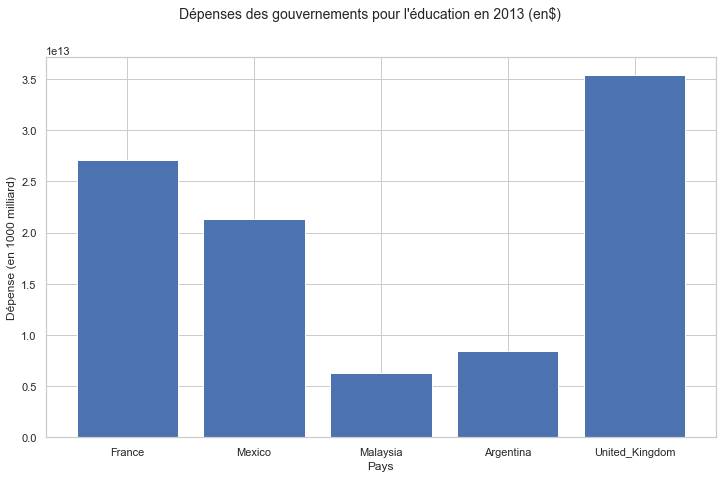 Dépenses des gouvernements pour l'éducation en 2013 (en$)
1e13
3.5
3.0
2.5
2.0
1.5
1.0
0.5
0.0
Dépense (en 1000 milliard)
France
Mexico
Malaysia
Argentina
United_Kingdom
Pays